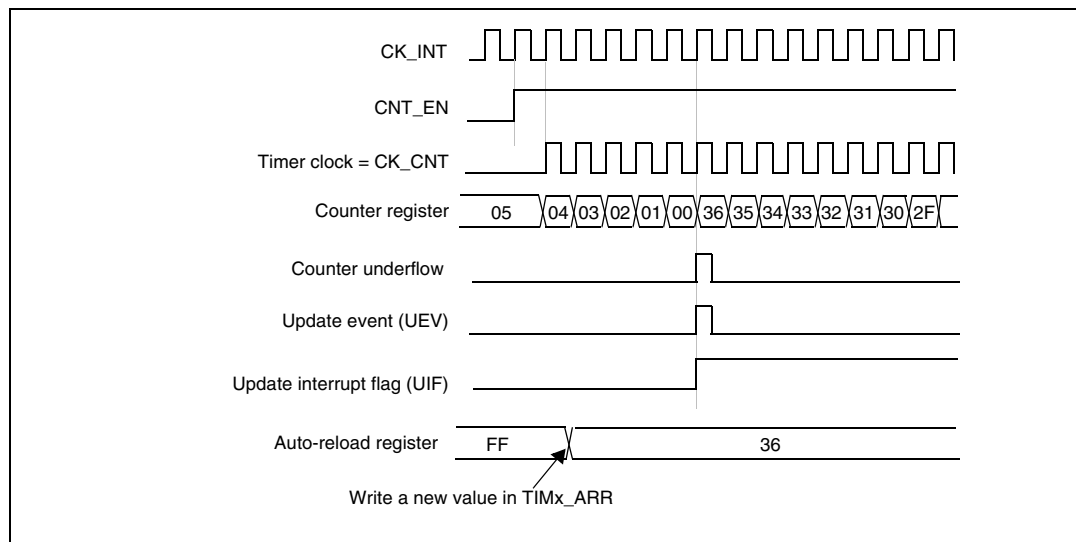 CK_INT
CNT_EN
Timer clock = CK_CNT
Counter register
05 04 03 02 01 00 36 35 34 33 32 31 30 2F
Counter underflow
Update event (UEV)
Update interrupt flag (UIF)
Auto-reload register
FF 36
Write a new value in TIMx_ARR